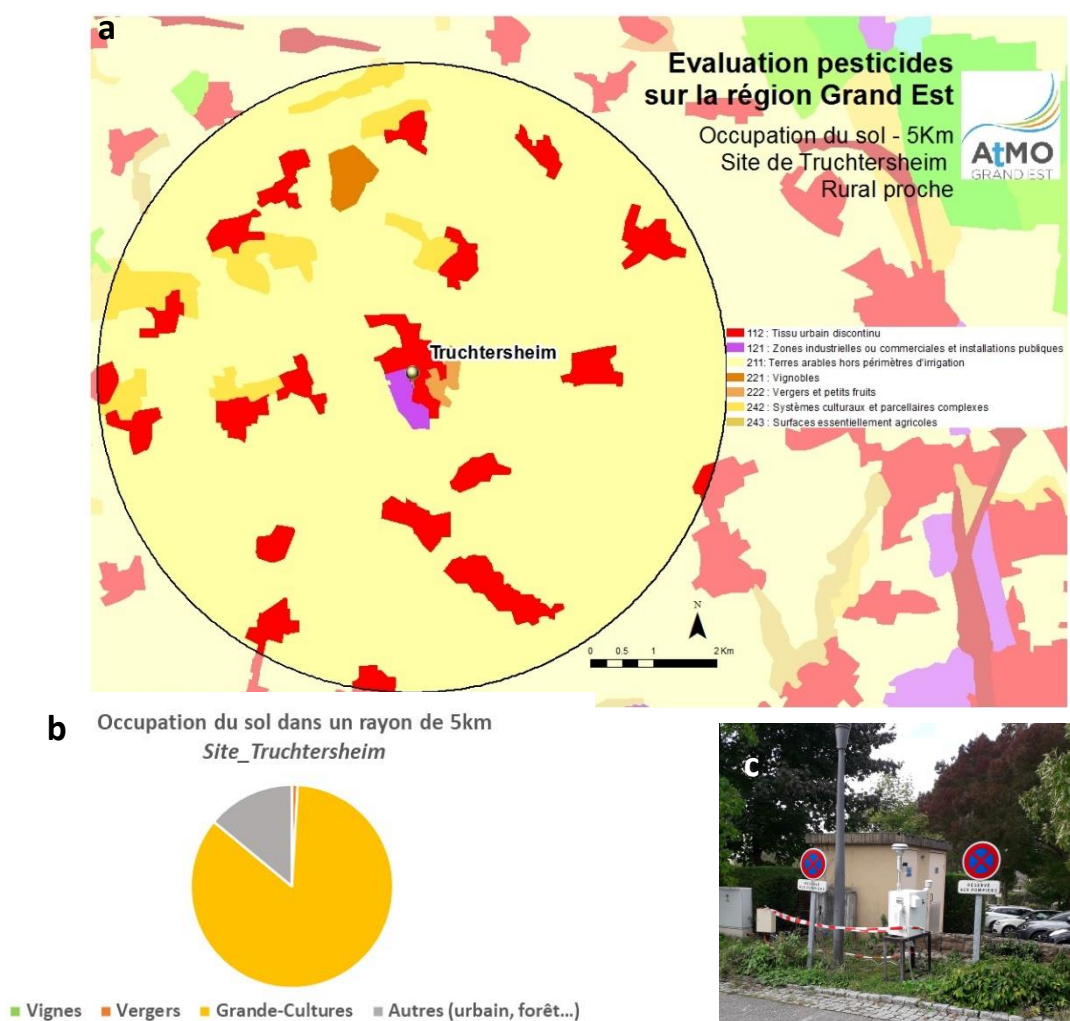 a
Evaluation pesticides
sur la région Grand Est
Occupation du sol - 5Km
Site de Truchtersheim
Rural proche
AtMO
GRAND EST
Truchtersheim
112 : Tissu urbain discontinu
121 : Zones industrielles ou commerciales et installations publiques
211: Terres arables hors périmètres d'irrigation
221 : Vignobles
222 : Vergers et petits fruits
242 : Systèmes culturaux et parcellaires complexes
243 : Surfaces essentiellement agricoles
N
0 0.5 1 2 Km
b
Occupation du sol dans un rayon de 5km
Site_Truchtersheim
Vignes Vergers Grande-Cultures Autres (urbain, forêt...)
c
RESERVE
AUX POMPIERS